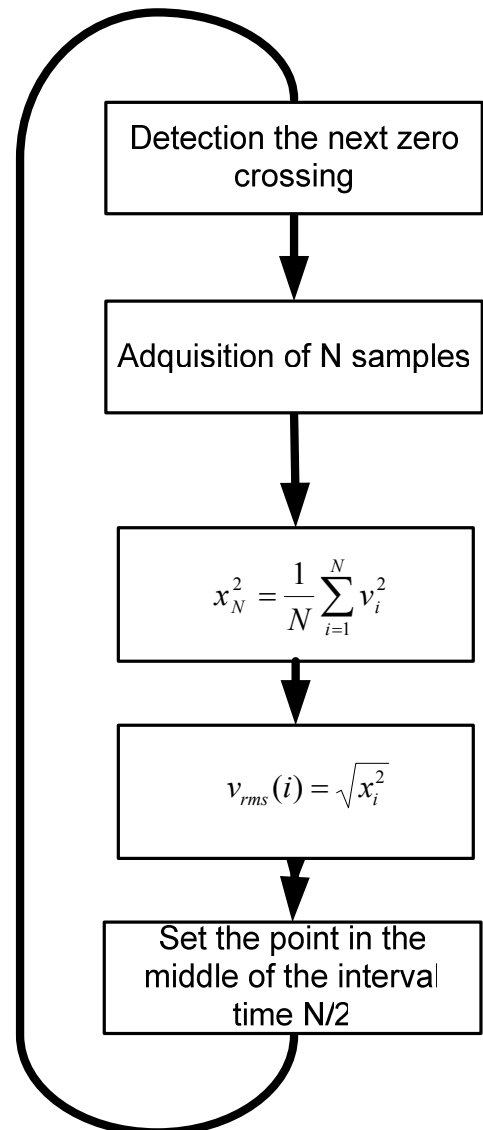 Detection the next zero
crossing
Adquisition of N samples
x_N^2 = \frac{1}{N} \sum_{i=1}^{N} v_i^2
v_{rms}(i) = \sqrt{x_i^2}
Set the point in the
middle of the interval
time N/2